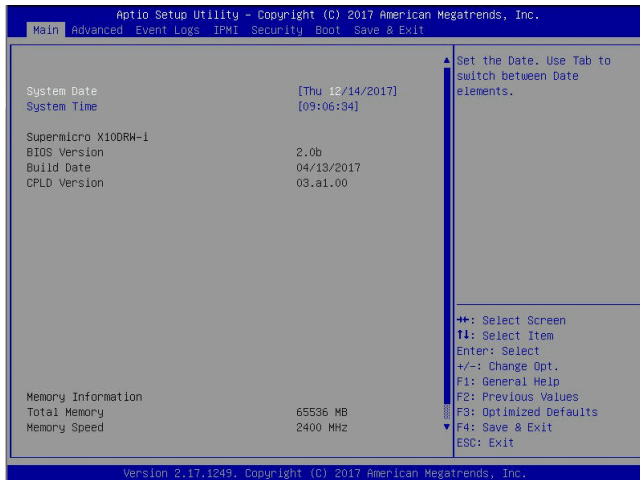 Aptio Setup Utility – Copyright (C) 2017 American Megatrends, Inc.
Main Advanced Event Logs IPMI Security Boot Save & Exit
System Date [Thu 12/14/2017]
System Time [09:06:34]
Supermicro X10DRW-i
BIOS Version 2.0b
Build Date 04/13/2017
CPLD Version 03.a1.00
Memory Information
Total Memory 65536 MB
Memory Speed 2400 MHz
Set the Date. Use Tab to
switch between Date
elements.
→←: Select Screen
↑↓: Select Item
Enter: Select
+/-: Change Opt.
F1: General Help
F2: Previous Values
F3: Optimized Defaults
F4: Save & Exit
ESC: Exit
Version 2.17.1249. Copyright (C) 2017 American Megatrends, Inc.